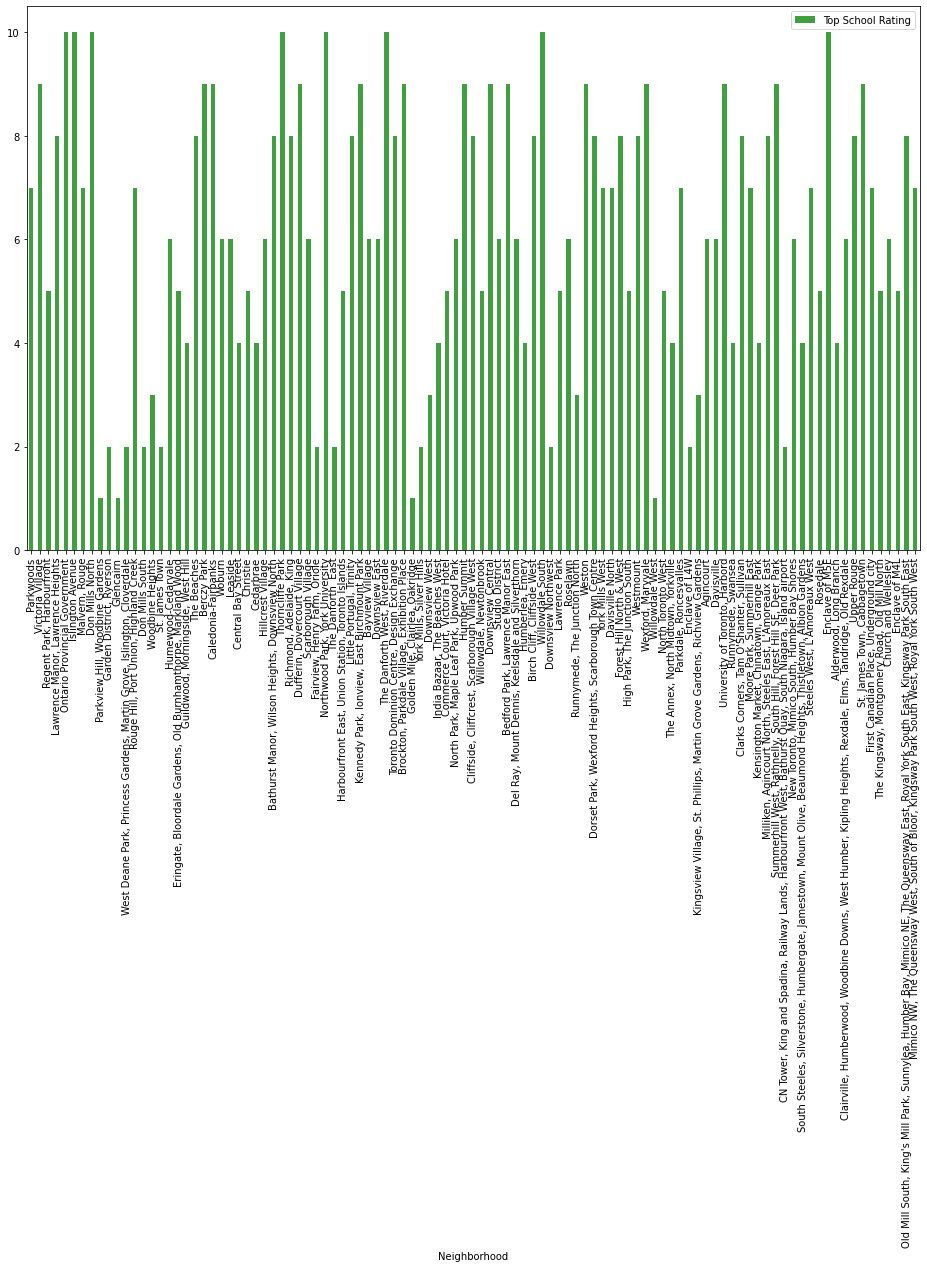 Top School Rating
10
8
6
4
2
0
Parkwoods
Victoria Village
Regent Park, Harbourfront
Lawrence Manor, Lawrence Heights
Ontario Provincial Government
Islington Avenue
Malvern, Rouge
Don Mills North
Parkview Hill, Woodbine Gardens
Garden District, Ryerson
Glencairn
West Deane Park, Princess Gardens, Martin Grove, Islington, Cloverdale
Rouge Hill, Port Union, Highland Creek
Don Mills South
Woodbine Heights
St. James Town
Humewood-Cedarvale
Eringate, Bloordale Gardens, Old Burnhamthorpe, Markland Wood
Guildwood, Morningside, West Hill
The Beaches
Berczy Park
Caledonia-Fairbanks
Woburn
Leaside
Central Bay Street
Christie
Cedarbrae
Hillcrest Village
Bathurst Manor, Wilson Heights, Downsview North
Thorncliffe Park
Richmond, Adelaide, King
Dufferin, Dovercourt Village
Scarborough Village
Fairview, Henry Farm, Oriole
Northwood Park, York University
The Danforth East
Harbourfront East, Union Station, Toronto Islands
Little Portugal, Trinity
Kennedy Park, Ionview, East Birchmount Park
Bayview Village
Downsview East
The Danforth West, Riverdale
Toronto Dominion Centre, Design Exchange
Brockton, Parkdale Village, Exhibition Place
Golden Mile, Clairlea, Oakridge
York Mills, Silver Hills
Downsview West
India Bazaar, The Beaches West
Commerce Court, Victoria Hotel
North Park, Maple Leaf Park, Upwood Park
Humber Summit
Cliffside, Cliffcrest, Scarborough Village West
Willowdale, Newtonbrook
Downsview Central
Studio District
Bedford Park, Lawrence Manor East
Del Ray, Mount Dennis, Keelsdale and Silverthorn
Humberlea, Emery
Birch Cliff, Cliffside West
Willowdale South
Downsview Northwest
Lawrence Park
Roselawn
Runnymede, The Junction North
Weston
Dorset Park, Wexford Heights, Scarborough Town Centre
York Mills West
Davisville North
Forest Hill North & West
High Park, The Junction South
Westmount
Wexford, Maryvale
Willowdale West
North Toronto West
The Annex, North Midtown, Yorkville
Parkdale, Roncesvalles
Enclave of L4W
Kingsview Village, St. Phillips, Martin Grove Gardens, Richview Gardens
Agincourt
Davisville
University of Toronto, Harbord
Runnymede, Swansea
Clarks Corners, Tam O'Shanter, Sullivan
Moore Park, Summerhill East
Kensington Market, Chinatown, Grange Park
Milliken, Agincourt North, Steeles East, L'Amoreaux East
Summerhill West, Rathnelly, South Hill, Forest Hill SE, Deer Park
CN Tower, King and Spadina, Railway Lands, Harbourfront West, Bathurst Quay, South Niagara, Island airport
New Toronto, Mimico South, Humber Bay Shores
South Steeles, Silverstone, Humbergate, Jamestown, Mount Olive, Beaumond Heights, Thistletown, Albion Gardens
Steeles West, L'Amoreaux West
Rosedale
Enclave of M5E
Alderwood, Long Branch
Clairville, Humberwood, Woodbine Downs, West Humber, Kipling Heights, Rexdale, Elms, Tandridge, Old Rexdale
Upper Rouge
St. James Town, Cabbagetown
First Canadian Place, Underground city
The Kingsway, Montgomery Road, Old Mill North
Church and Wellesley
Enclave of M4L
Old Mill South, King's Mill Park, Sunnylea, Humber Bay, Mimico NE, The Queensway East, Royal York South East, Kingsway Park South East
Mimico NW, The Queensway West, South of Bloor, Kingsway Park South West, Royal York South West
Neighborhood